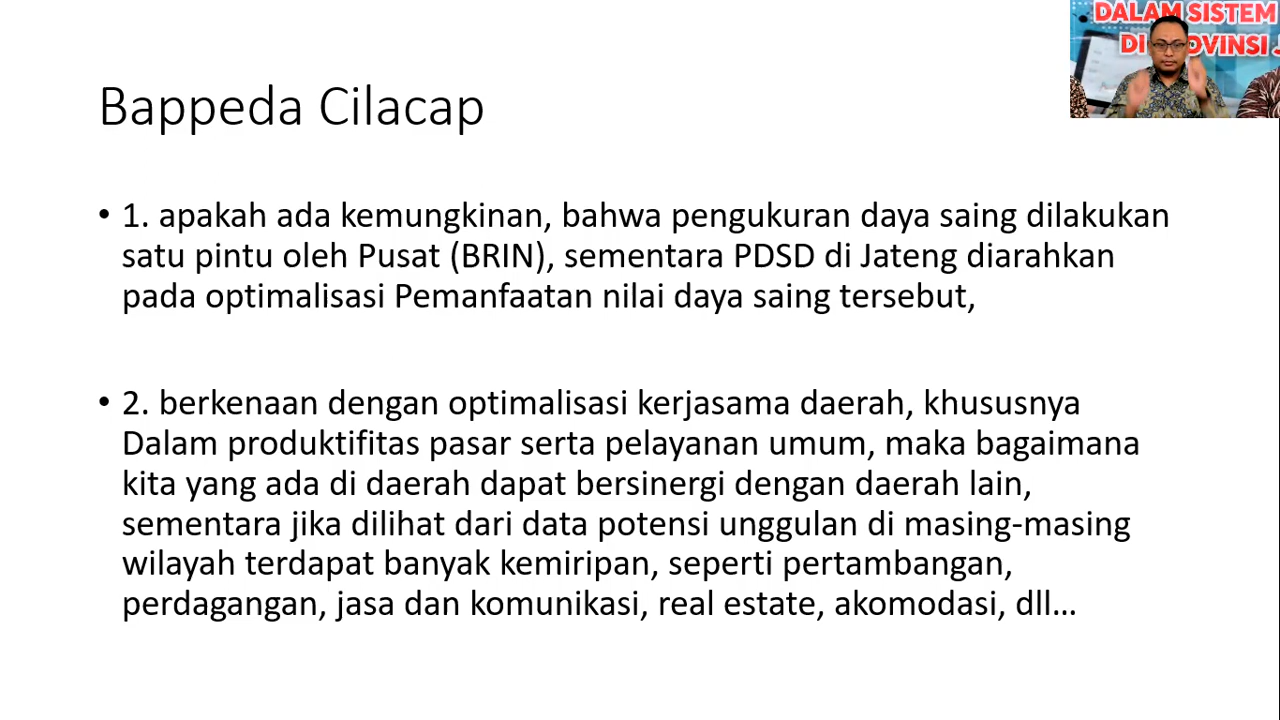 DALAM SISTEM
Bappeda Cilacap
• 1. apakah ada kemungkinan, bahwa pengukuran daya saing dilakukan
satu pintu oleh Pusat (BRIN), sementara PDSD di Jateng diarahkan
pada optimalisasi Pemanfaatan nilai daya saing tersebut,
• 2. berkenaan dengan optimalisasi kerjasama daerah, khususnya
Dalam produktifitas pasar serta pelayanan umum, maka bagaimana
kita yang ada di daerah dapat bersinergi dengan daerah lain,
sementara jika dilihat dari data potensi unggulan di masing-masing
wilayah terdapat banyak kemiripan, seperti pertambangan,
perdagangan, jasa dan komunikasi, real estate, akomodasi, dll...